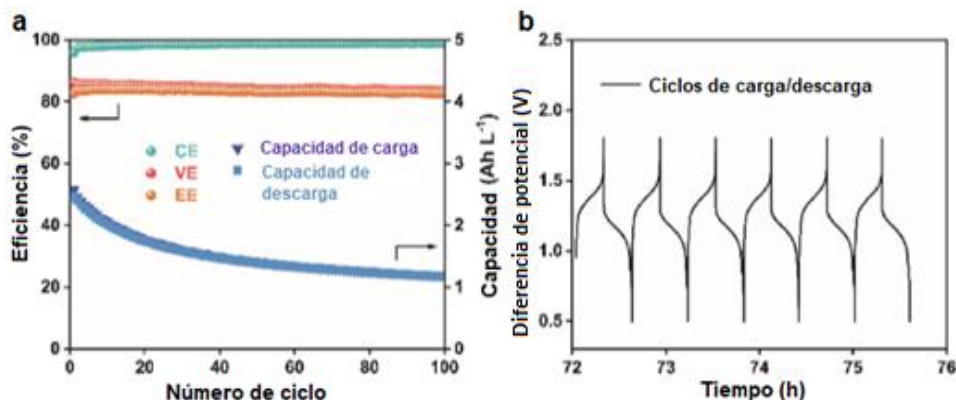 a
100
80
60
40
20
0
Eficiencia (%)
CE
VE
EE
Capacidad de carga
Capacidad de
descarga
5
4
3
2
1
0
Capacidad (Ah L⁻¹)
0 20 40 60 80 100
Número de ciclo
b
2.5
2.0
1.5
1.0
0.5
Diferencia de potencial (V)
Ciclos de carga/descarga
72 73 74 75 76
Tiempo (h)